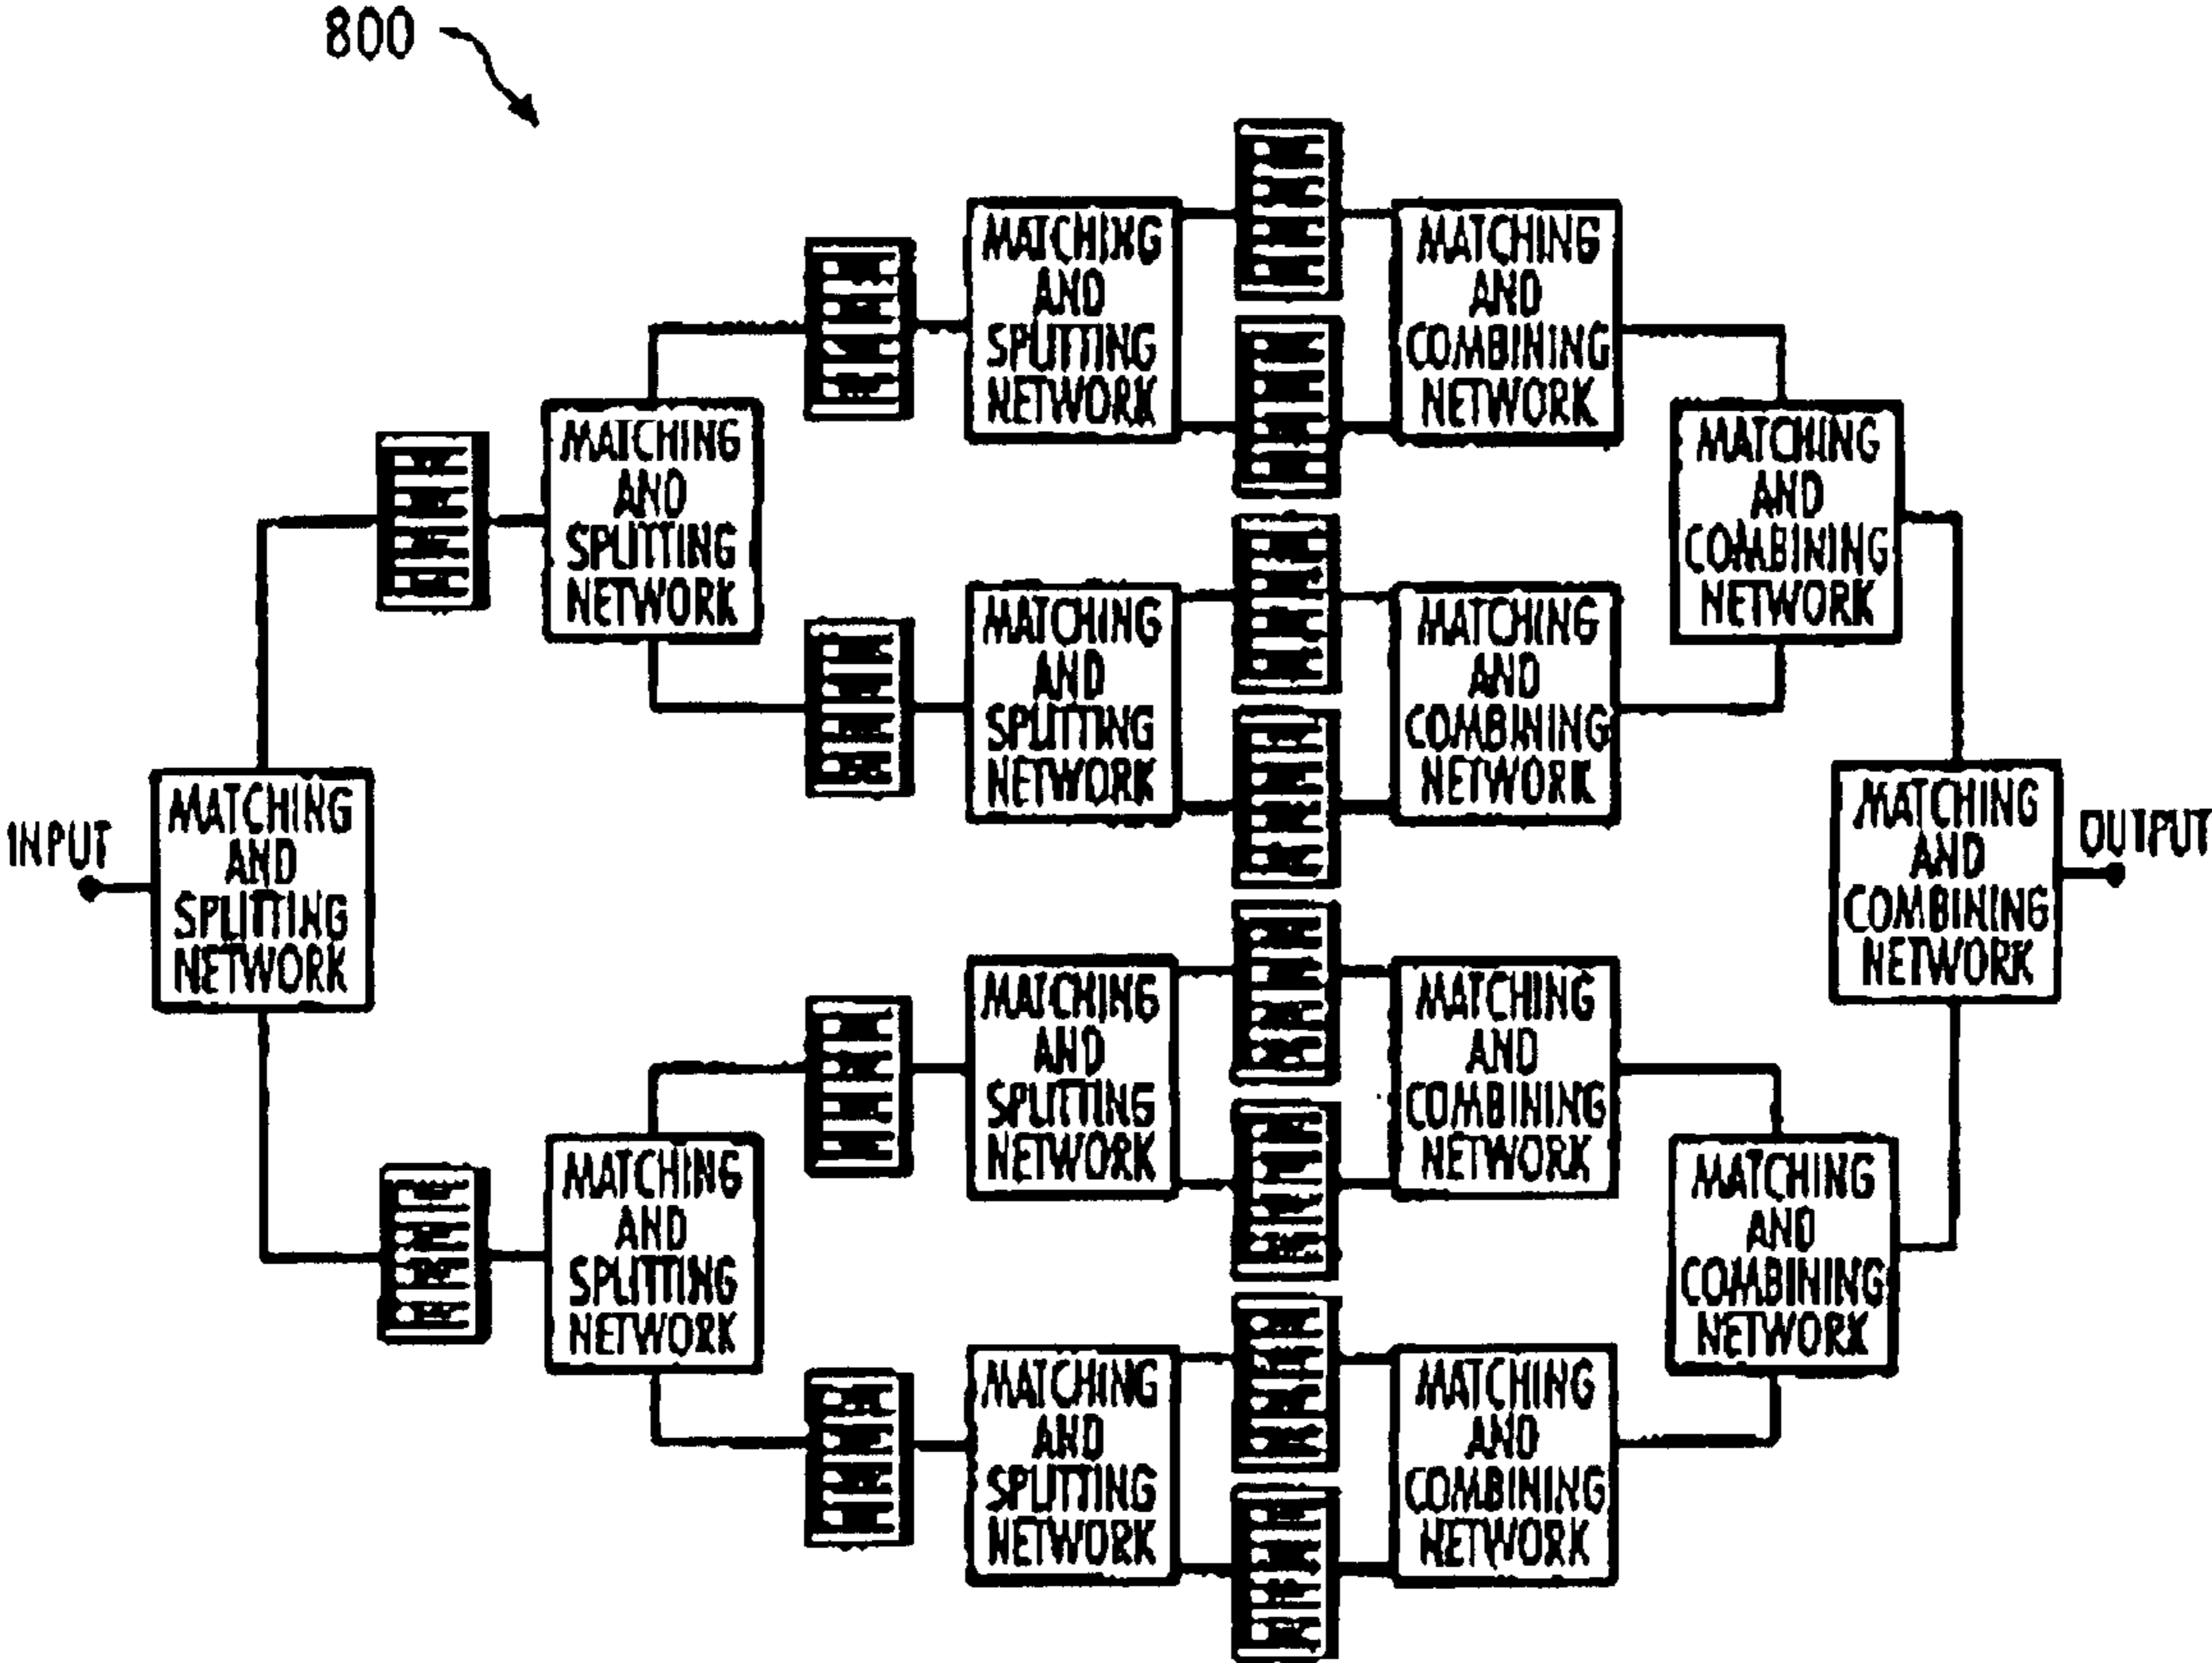 800
INPUT
MATCHING
AND
SPLITTING
NETWORK
MATCHING
AND
SPLITTING
NETWORK
MATCHING
AND
SPLITTING
NETWORK
MATCHING
AND
SPLITTING
NETWORK
MATCHING
AND
SPLITTING
NETWORK
MATCHING
AND
SPLITTING
NETWORK
MATCHING
AND
SPLITTING
NETWORK
MATCHING
AND
COMBINING
NETWORK
MATCHING
AND
COMBINING
NETWORK
MATCHING
AND
COMBINING
NETWORK
MATCHING
AND
COMBINING
NETWORK
MATCHING
AND
COMBINING
NETWORK
MATCHING
AND
COMBINING
NETWORK
MATCHING
AND
COMBINING
NETWORK
OUTPUT